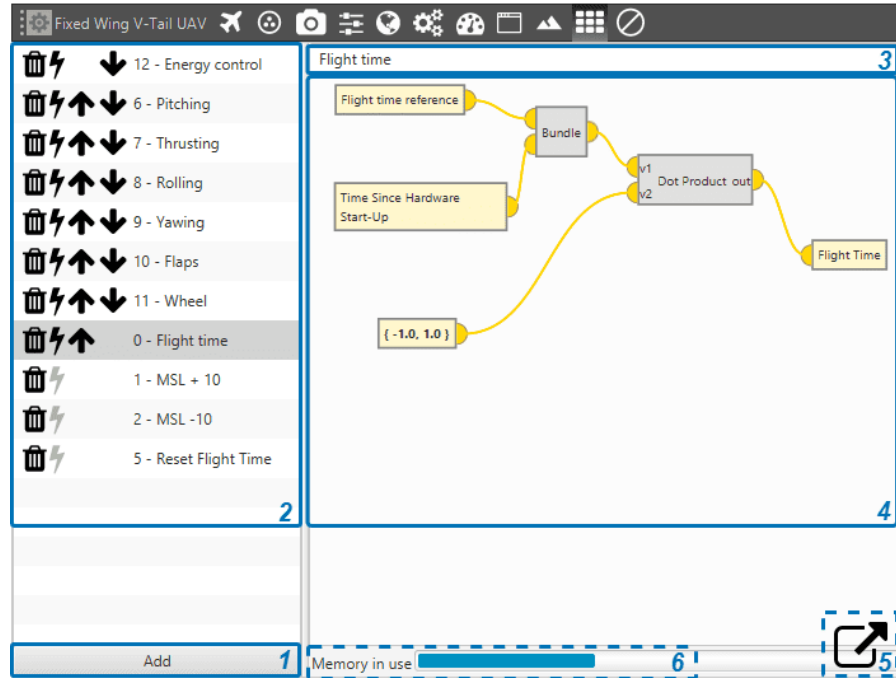 Fixed Wing V-Tail UAV
12 - Energy control
6 - Pitching
7 - Thrusting
8 - Rolling
9 - Yawing
10 - Flaps
11 - Wheel
0 - Flight time
1 - MSL + 10
2 - MSL -10
5 - Reset Flight Time
2
Add 1
Flight time 3
Flight time reference
Bundle
Time Since Hardware
Start-Up
v1
Dot Product out
v2
Flight Time
{ -1.0, 1.0 }
4
Memory in use 6
5